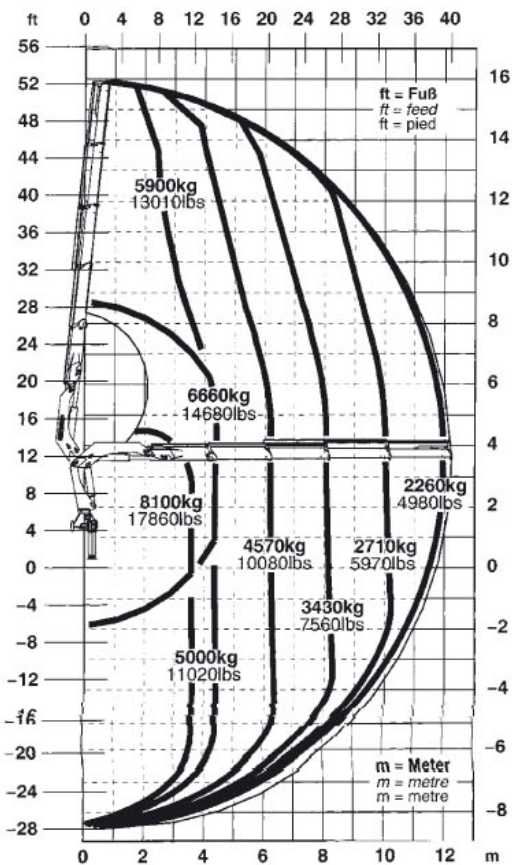 ft 0 4 8 12 16 20 24 28 32 36 40
56
52 16
ft = Fuß
ft = feed
ft = pied
48
14
44
5900kg
13010lbs
40 12
36
10
32
28
8
24
20 6
6660kg
14680lbs
16
4
12
8100kg
17860lbs
2260kg
4980lbs
8
2
4
4570kg
10080lbs
2710kg
5970lbs
0 0
3430kg
7560lbs
-4
-2
-8
5000kg
11020lbs
-12
-4
-16
-6
-20
m = Meter
m = metre
m = metre
-24
-8
-28
0 2 4 6 8 10 12 m